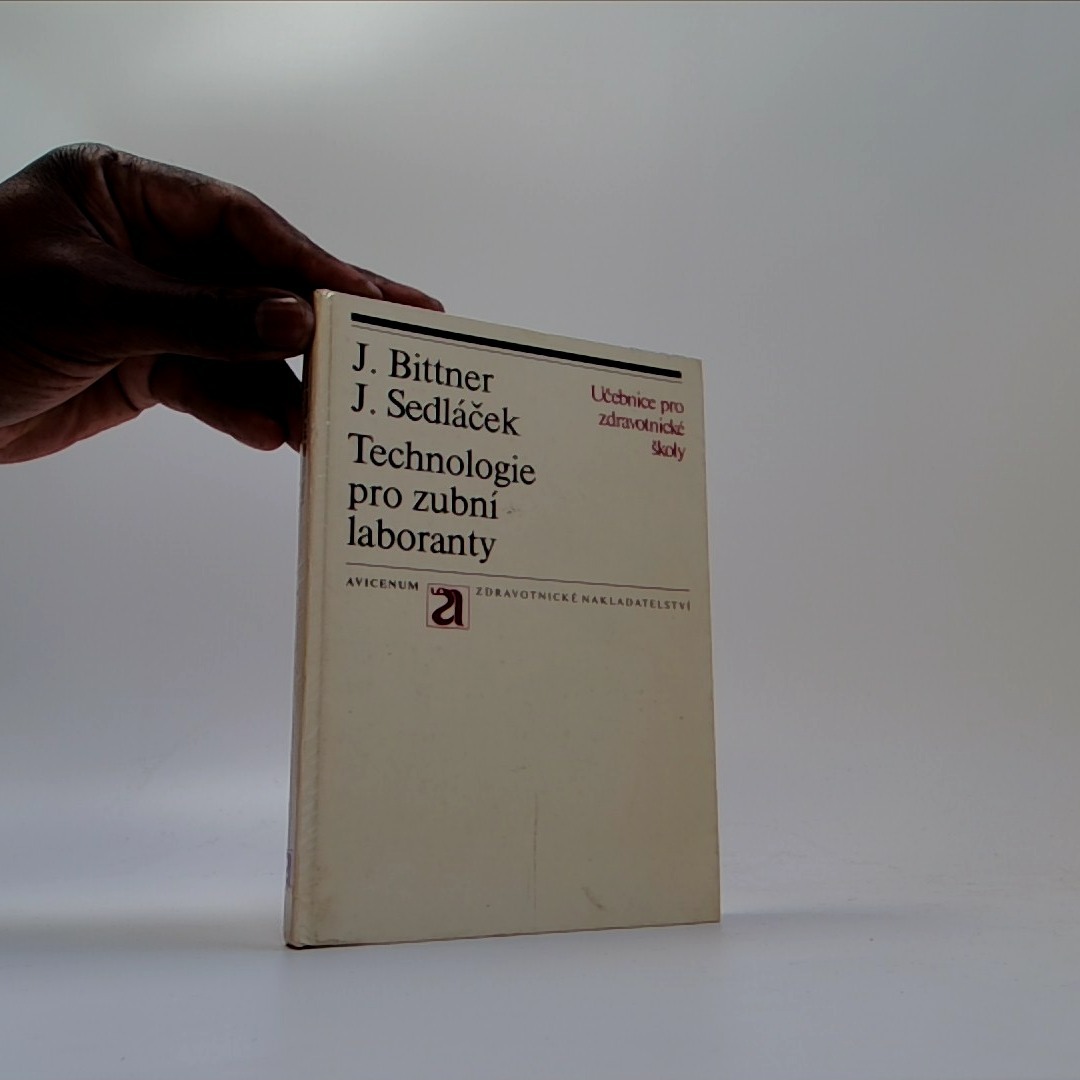 J. Bittner
J. Sedláček
Učebnice pro
zdravotnické
školy
Technologie
pro zubní
laboranty
AVICENUM
ZDRAVOTNICKÉ NAKLADATELSTVÍ